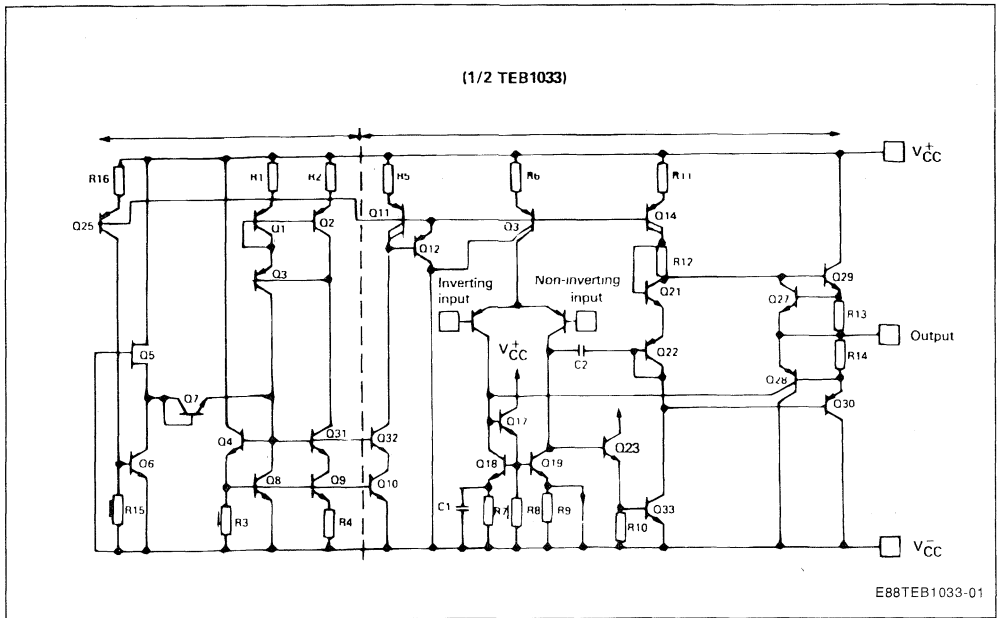 (1/2 TEB1033)
V+CC
R16
R1
R2
R5
R6
R11
Q25
Q1
Q2
Q11
Q12
Q3
Q14
R12
Q29
Q3
Q21
Q27
R13
Inverting
input
Non-inverting
input
Output
Q5
V+CC
C2
Q22
R14
Q7
Q28
Q30
Q4
Q31
Q32
Q17
Q23
Q6
Q8
Q9
Q10
Q18
Q19
R15
R3
R4
C1
R7
R8
R9
R10
Q33
V-CC
E88TEB1033-01